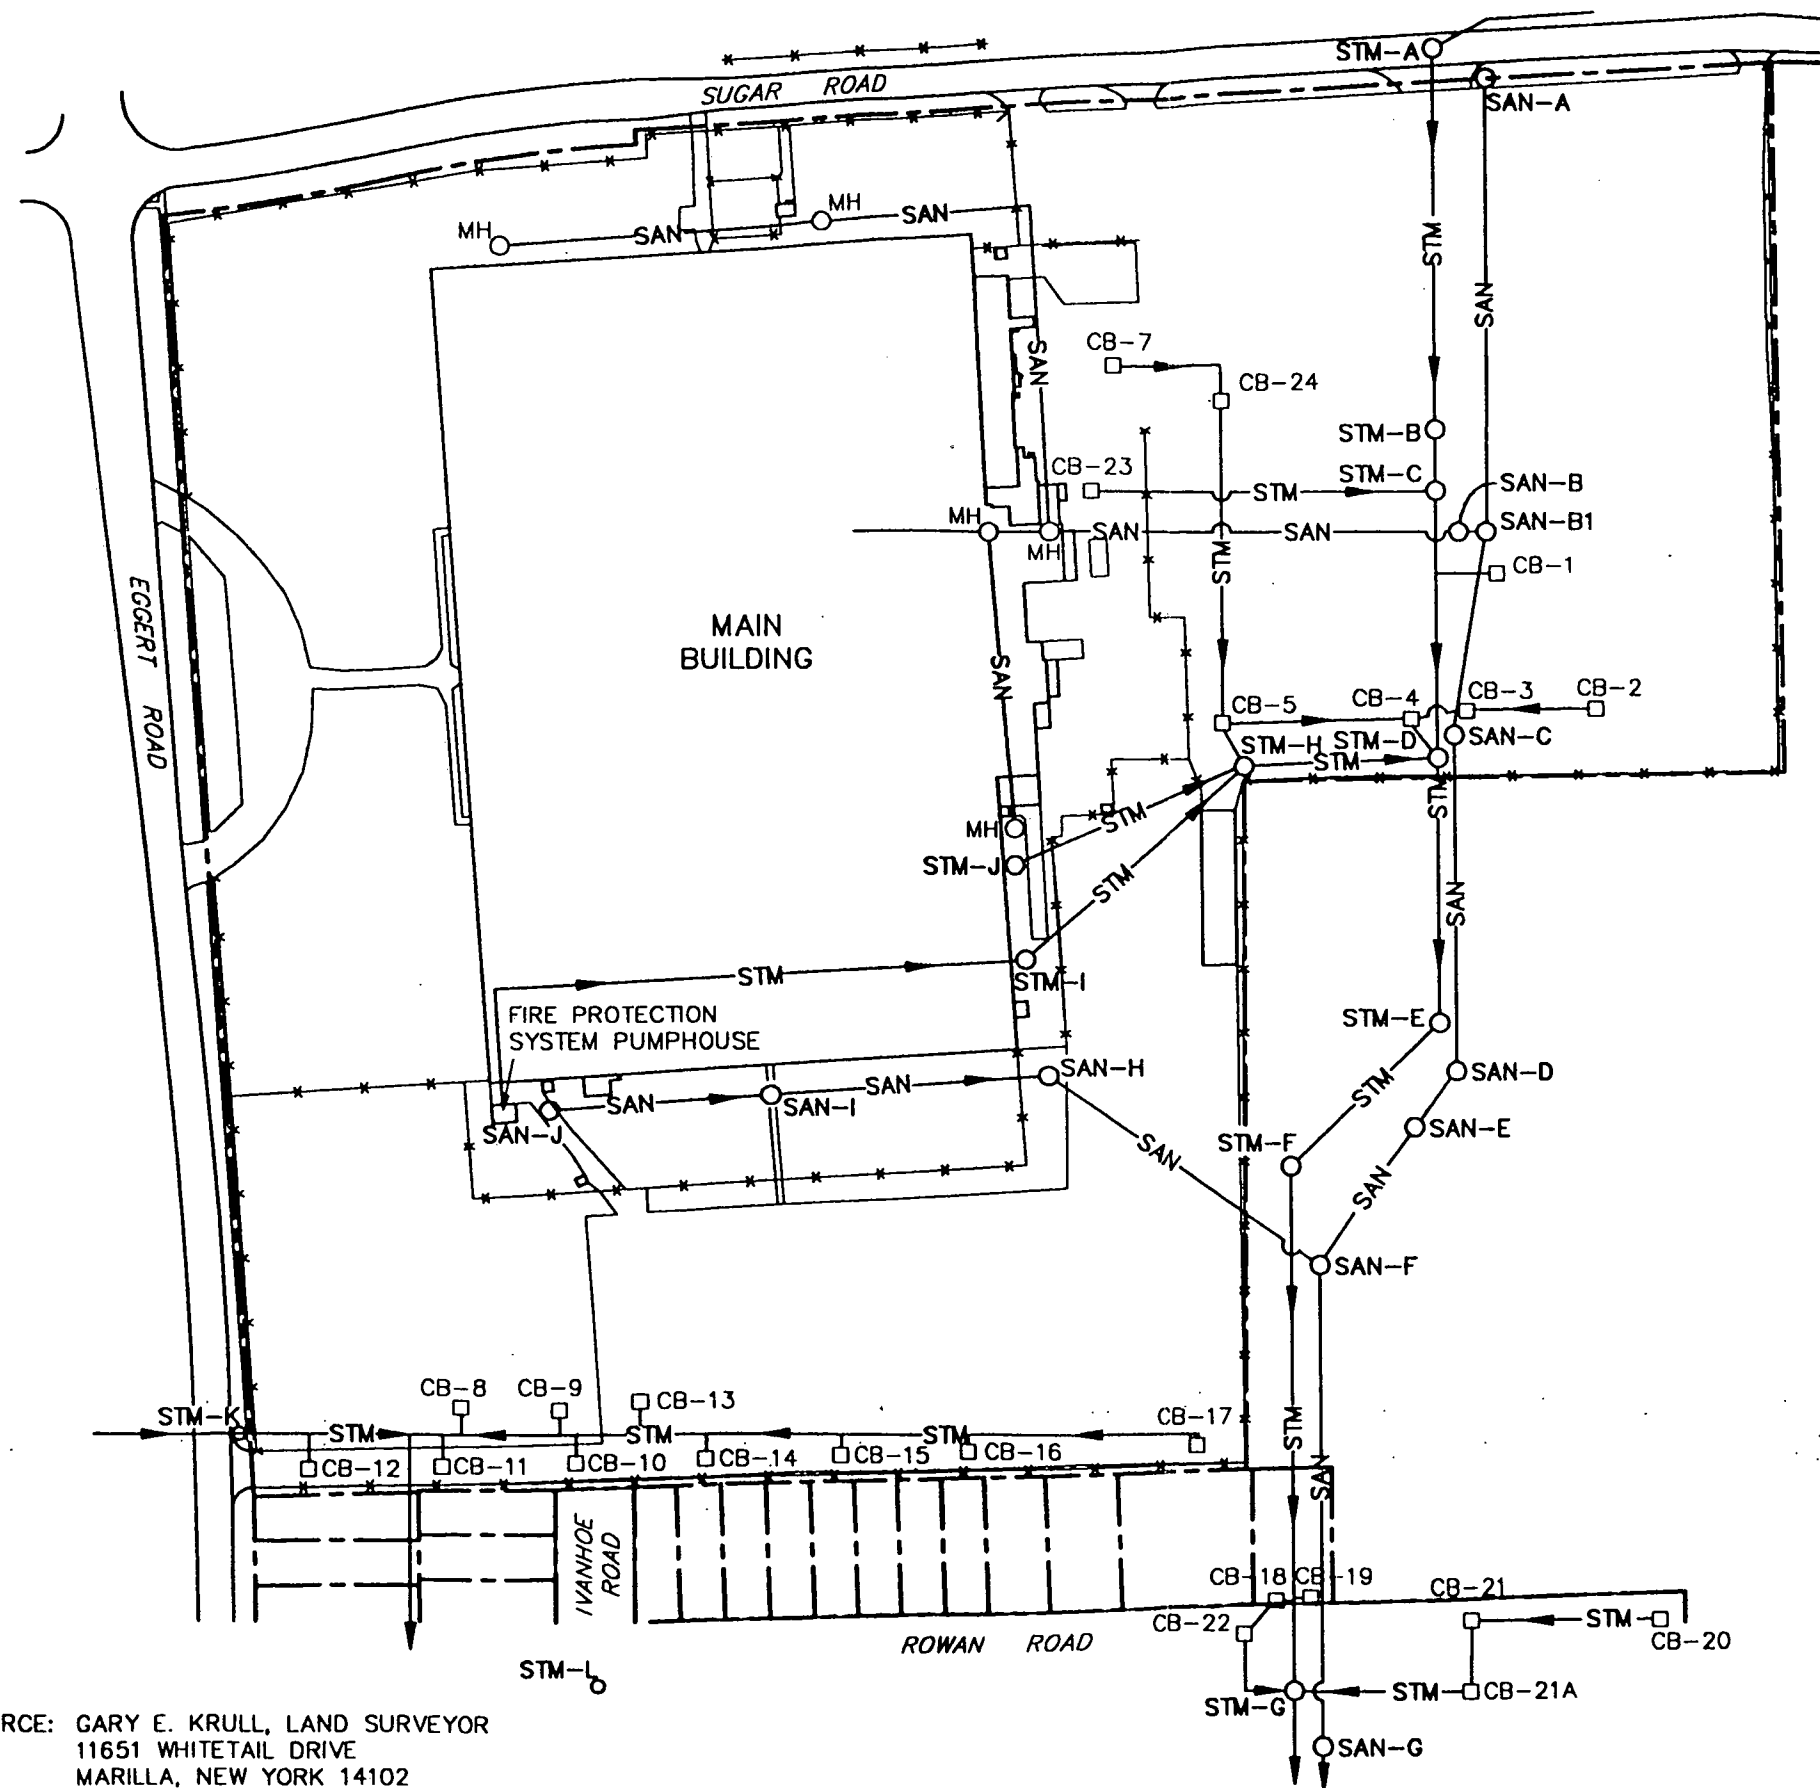 STM-A
SUGAR ROAD
SAN-A
MH
SAN
MH
SAN
STM
SAN
SAN
CB-7
CB-24
STM-B
CB-23
STM-C
STM
SAN-B
MH
SAN
SAN
SAN-B1
MH
STM
CB-1
EGGERT ROAD
MAIN
BUILDING
SAN
CB-5
CB-4
CB-3
CB-2
STM-H
STM-D
SAN-C
STM
STM
MH
STM
STM-J
STM
SAN
STM
STM-I
FIRE PROTECTION
SYSTEM PUMPHOUSE
STM-E
SAN-H
SAN-D
STM
SAN
SAN
SAN-I
SAN-J
SAN-E
STM-F
SAN
SAN
SAN-F
CB-8
CB-9
CB-13
STM-K
STM
STM
STM
CB-17
STM
CB-12
CB-11
CB-10
CB-14
CB-15
CB-16
SAN
IVANHOE
ROAD
CB-18
CB-19
CB-21
CB-22
STM
CB-20
ROWAN ROAD
STM-L
STM-G
STM
CB-21A
SAN-G
RCE: GARY E. KRULL, LAND SURVEYOR
11651 WHITETAIL DRIVE
MARILLA, NEW YORK 14102